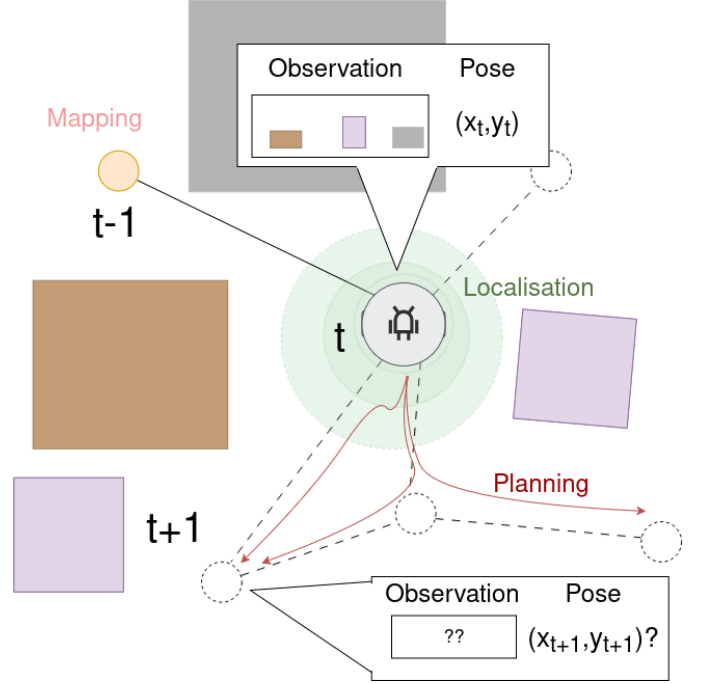 Observation Pose
(xt,yt)
Mapping
t-1
Localisation
t
Planning
t+1
Observation Pose
?? (xt+1,yt+1)?